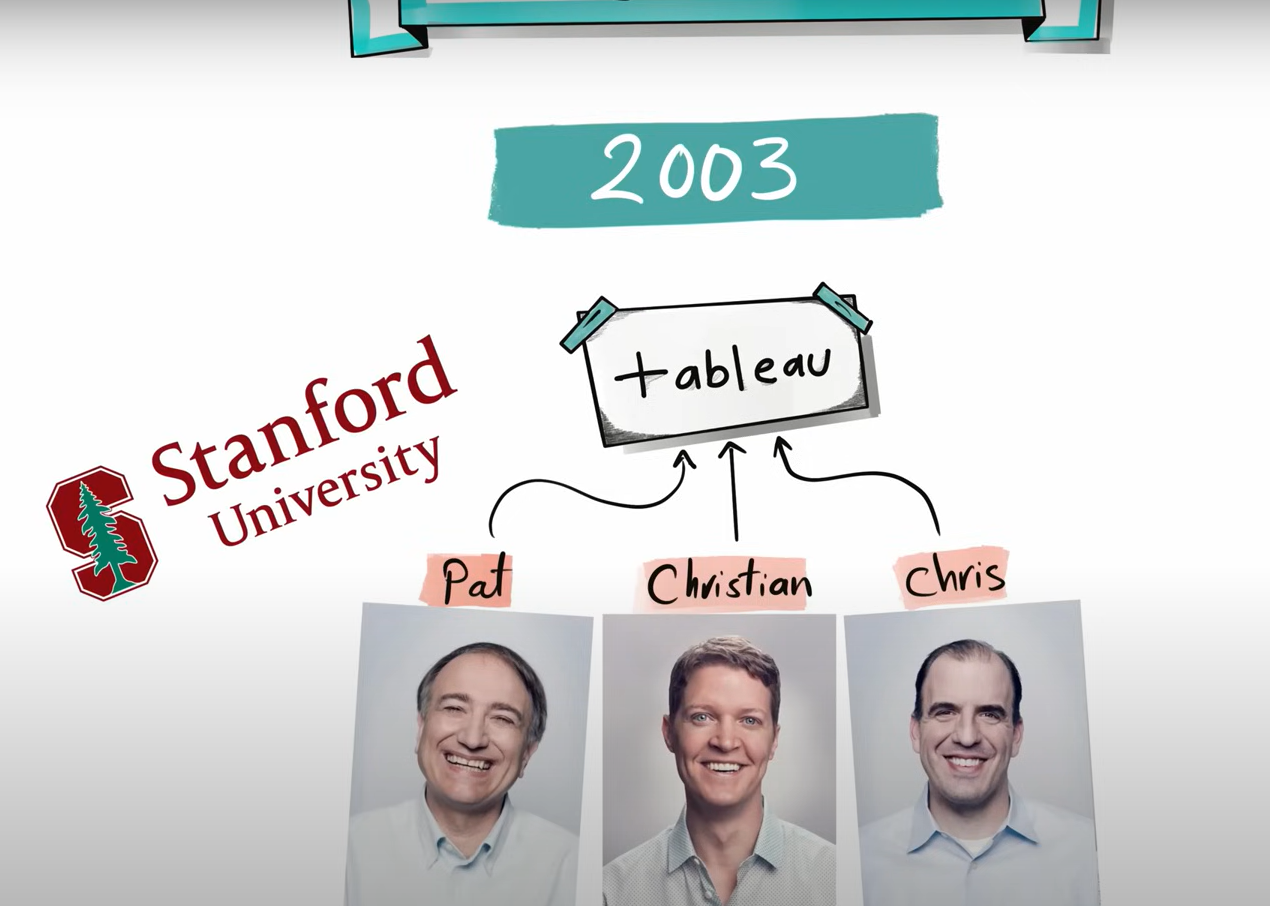 2003
tableau
Stanford
University
Pat
Christian
Chris